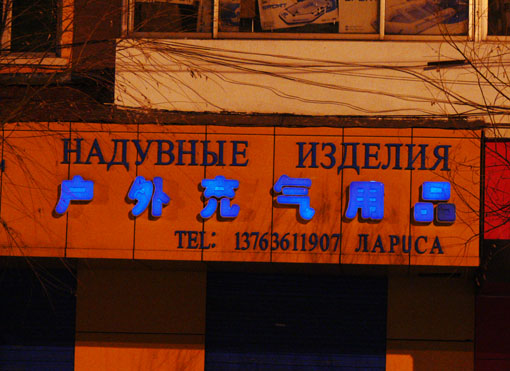 НАДУВНЫЕ ИЗДЕЛИЯ
户外充气用品
TEL: 13763611907 ЛАРИСА